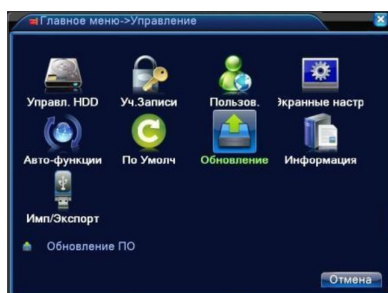 Главное меню->Управление
Управл. HDD
Уч.Записи
Пользов.
Экранные настр
Авто-функции
По Умолч
Обновление
Информация
Имп/Экспорт
Обновление ПО
Отмена